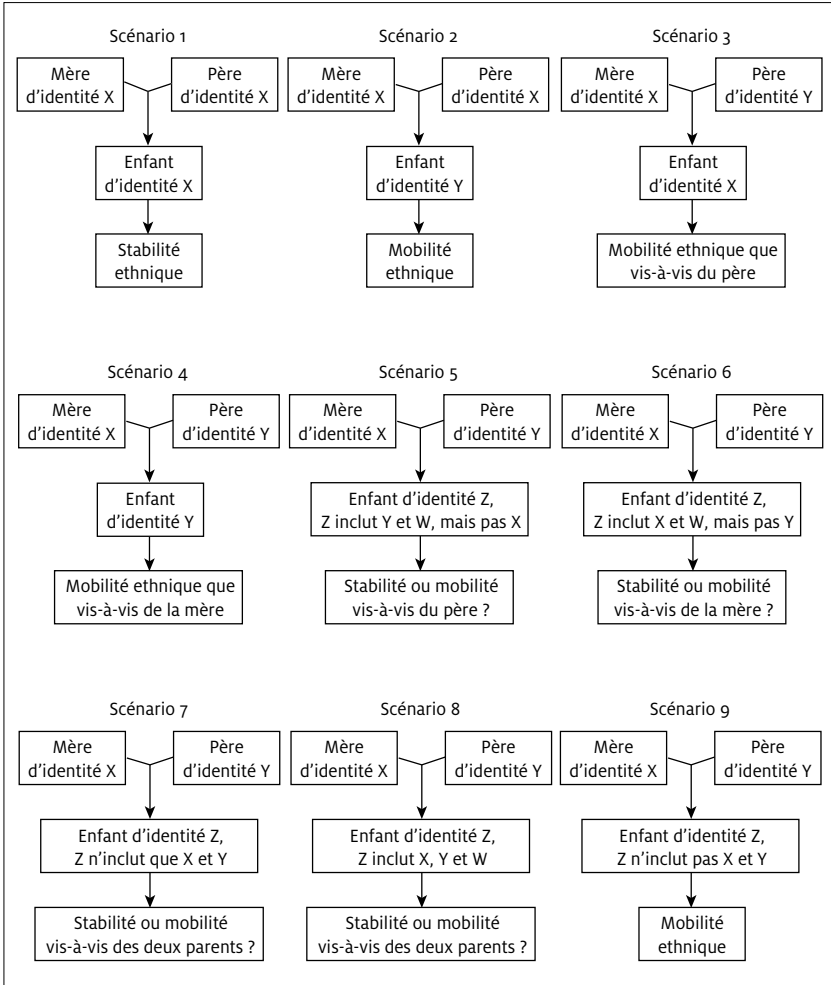 Scénario 1
Mère
d'identité X
Père
d'identité X
Enfant
d'identité X
Stabilité
ethnique
Scénario 2
Mère
d'identité X
Père
d'identité X
Enfant
d'identité Y
Mobilité
ethnique
Scénario 3
Mère
d'identité X
Père
d'identité Y
Enfant
d'identité X
Mobilité ethnique que
vis-à-vis du père
Scénario 4
Mère
d'identité X
Père
d'identité Y
Enfant
d'identité Y
Mobilité ethnique que
vis-à-vis de la mère
Scénario 5
Mère
d'identité X
Père
d'identité Y
Enfant d'identité Z,
Z inclut Y et W, mais pas X
Stabilité ou mobilité
vis-à-vis du père ?
Scénario 6
Mère
d'identité X
Père
d'identité Y
Enfant d'identité Z,
Z inclut X et W, mais pas Y
Stabilité ou mobilité
vis-à-vis de la mère ?
Scénario 7
Mère
d'identité X
Père
d'identité Y
Enfant d'identité Z,
Z n'inclut que X et Y
Stabilité ou mobilité
vis-à-vis des deux parents ?
Scénario 8
Mère
d'identité X
Père
d'identité Y
Enfant d'identité Z,
Z inclut X, Y et W
Stabilité ou mobilité
vis-à-vis des deux parents ?
Scénario 9
Mère
d'identité X
Père
d'identité Y
Enfant d'identité Z,
Z n'inclut pas X et Y
Mobilité
ethnique